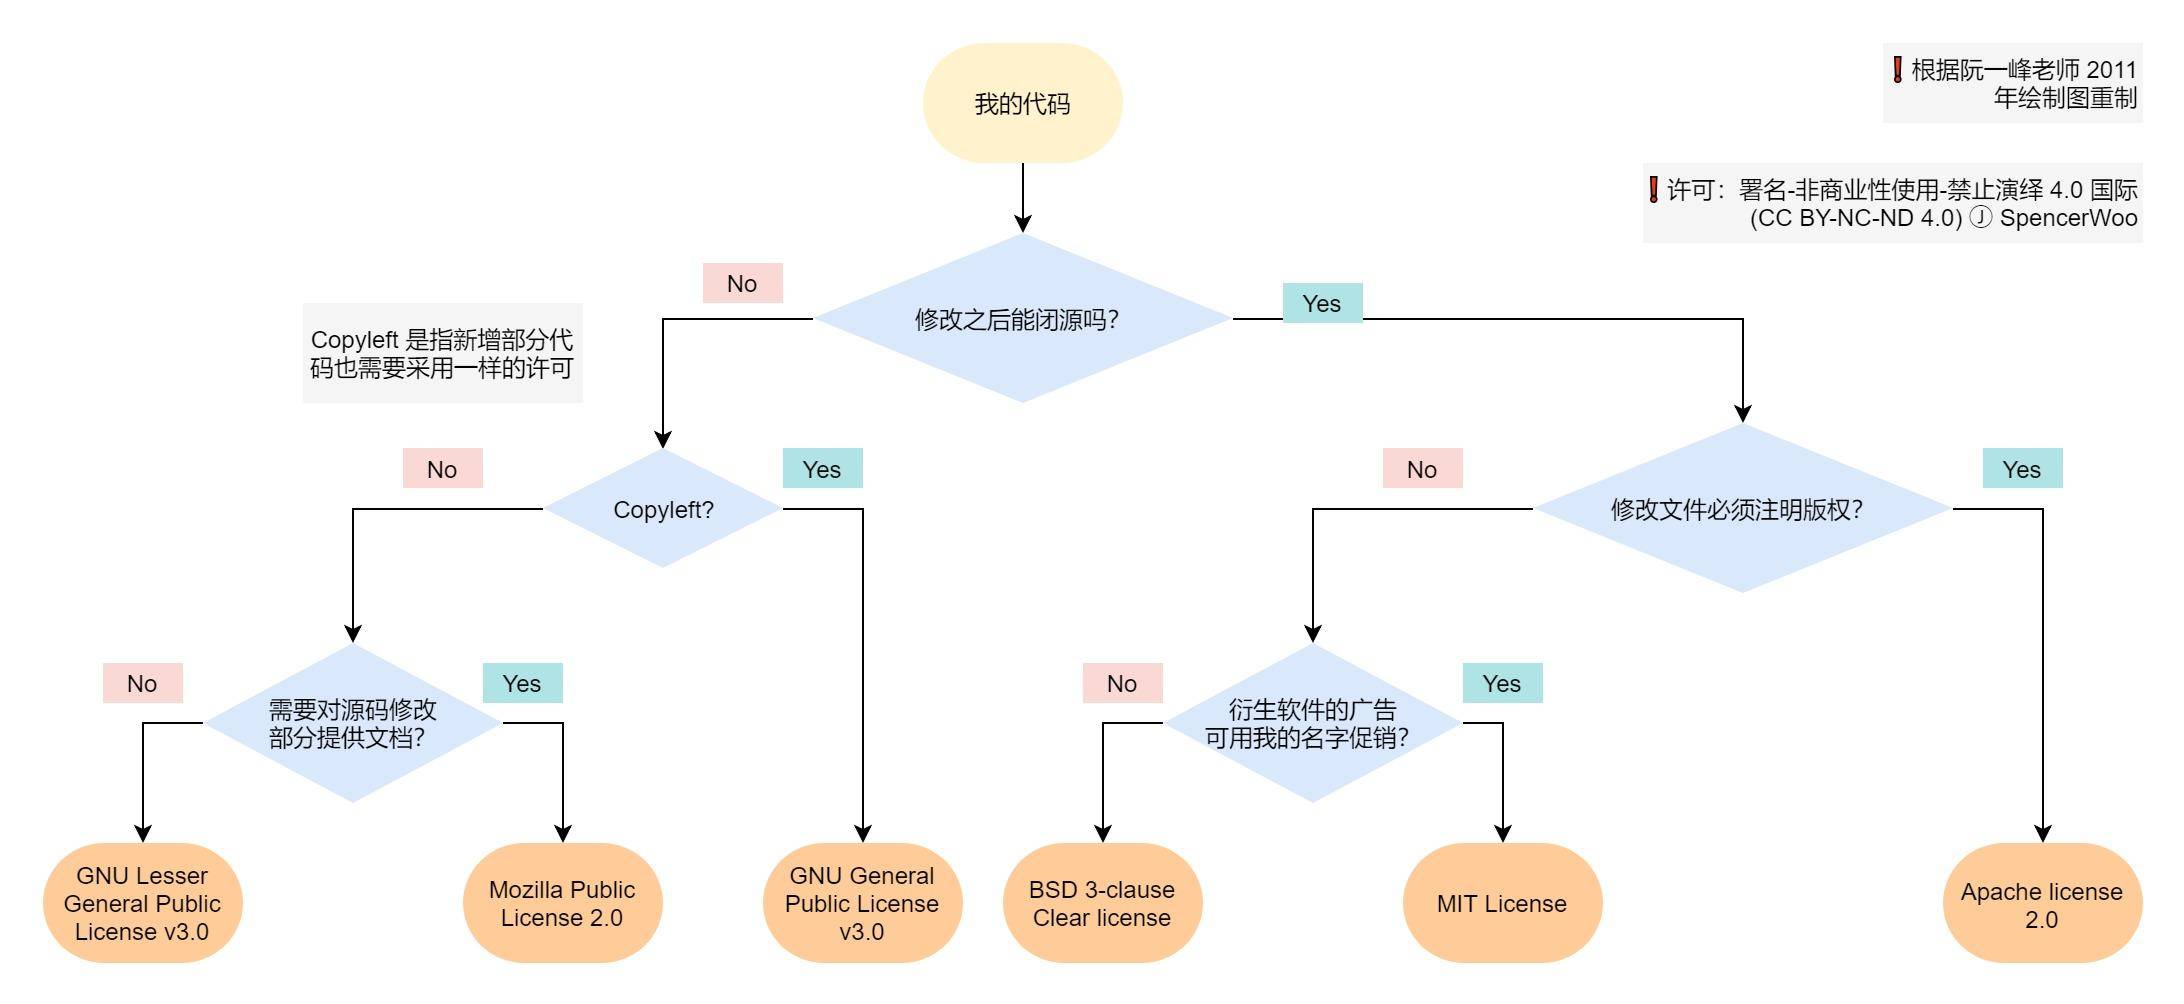 我的代码
❗根据阮一峰老师 2011
年绘制图重制
❗许可：署名-非商业性使用-禁止演绎 4.0 国际
(CC BY-NC-ND 4.0) Ⓙ SpencerWoo
No
修改之后能闭源吗？
Yes
Copyleft 是指新增部分代
码也需要采用一样的许可
No
Copyleft?
Yes
No
修改文件必须注明版权？
Yes
No
需要对源码修改
部分提供文档？
Yes
No
衍生软件的广告
可用我的名字促销？
Yes
GNU Lesser
General Public
License v3.0
Mozilla Public
License 2.0
GNU General
Public License
v3.0
BSD 3-clause
Clear license
MIT License
Apache license
2.0